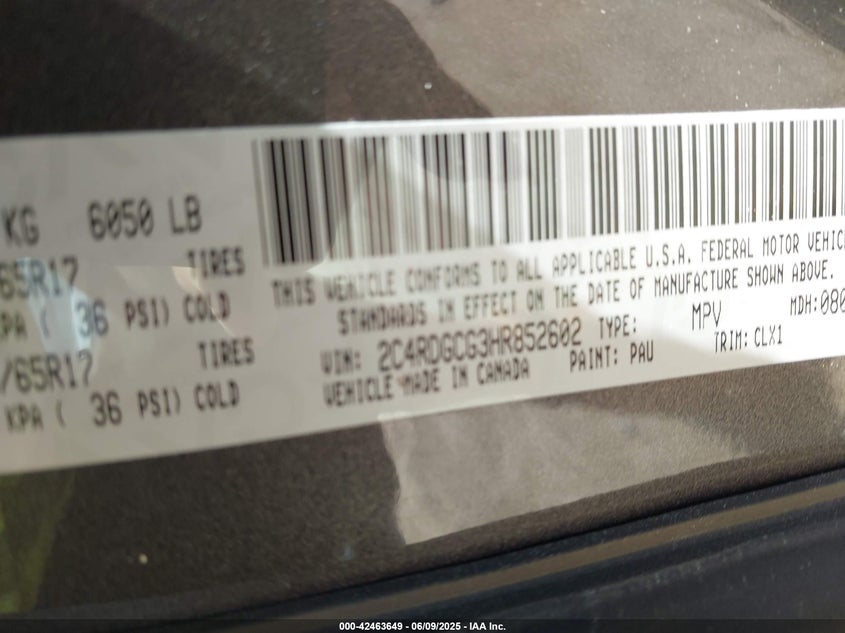 KG 6050 LB
65R17 TIRES
PA ( 36 PSI) COLD
/65R17 TIRES
KPA ( 36 PSI) COLD
THIS VEHICLE CONFORMS TO ALL APPLICABLE U.S.A. FEDERAL MOTOR VEHICL
STANDARDS IN EFFECT ON THE DATE OF MANUFACTURE SHOWN ABOVE.
VIN: 2C4RDGCG3HR852602 TYPE: MPV MDH:080
VEHICLE MADE IN CANADA PAINT: PAU TRIM: CLX1
000-42463649 - 06/09/2025 - IAA Inc.